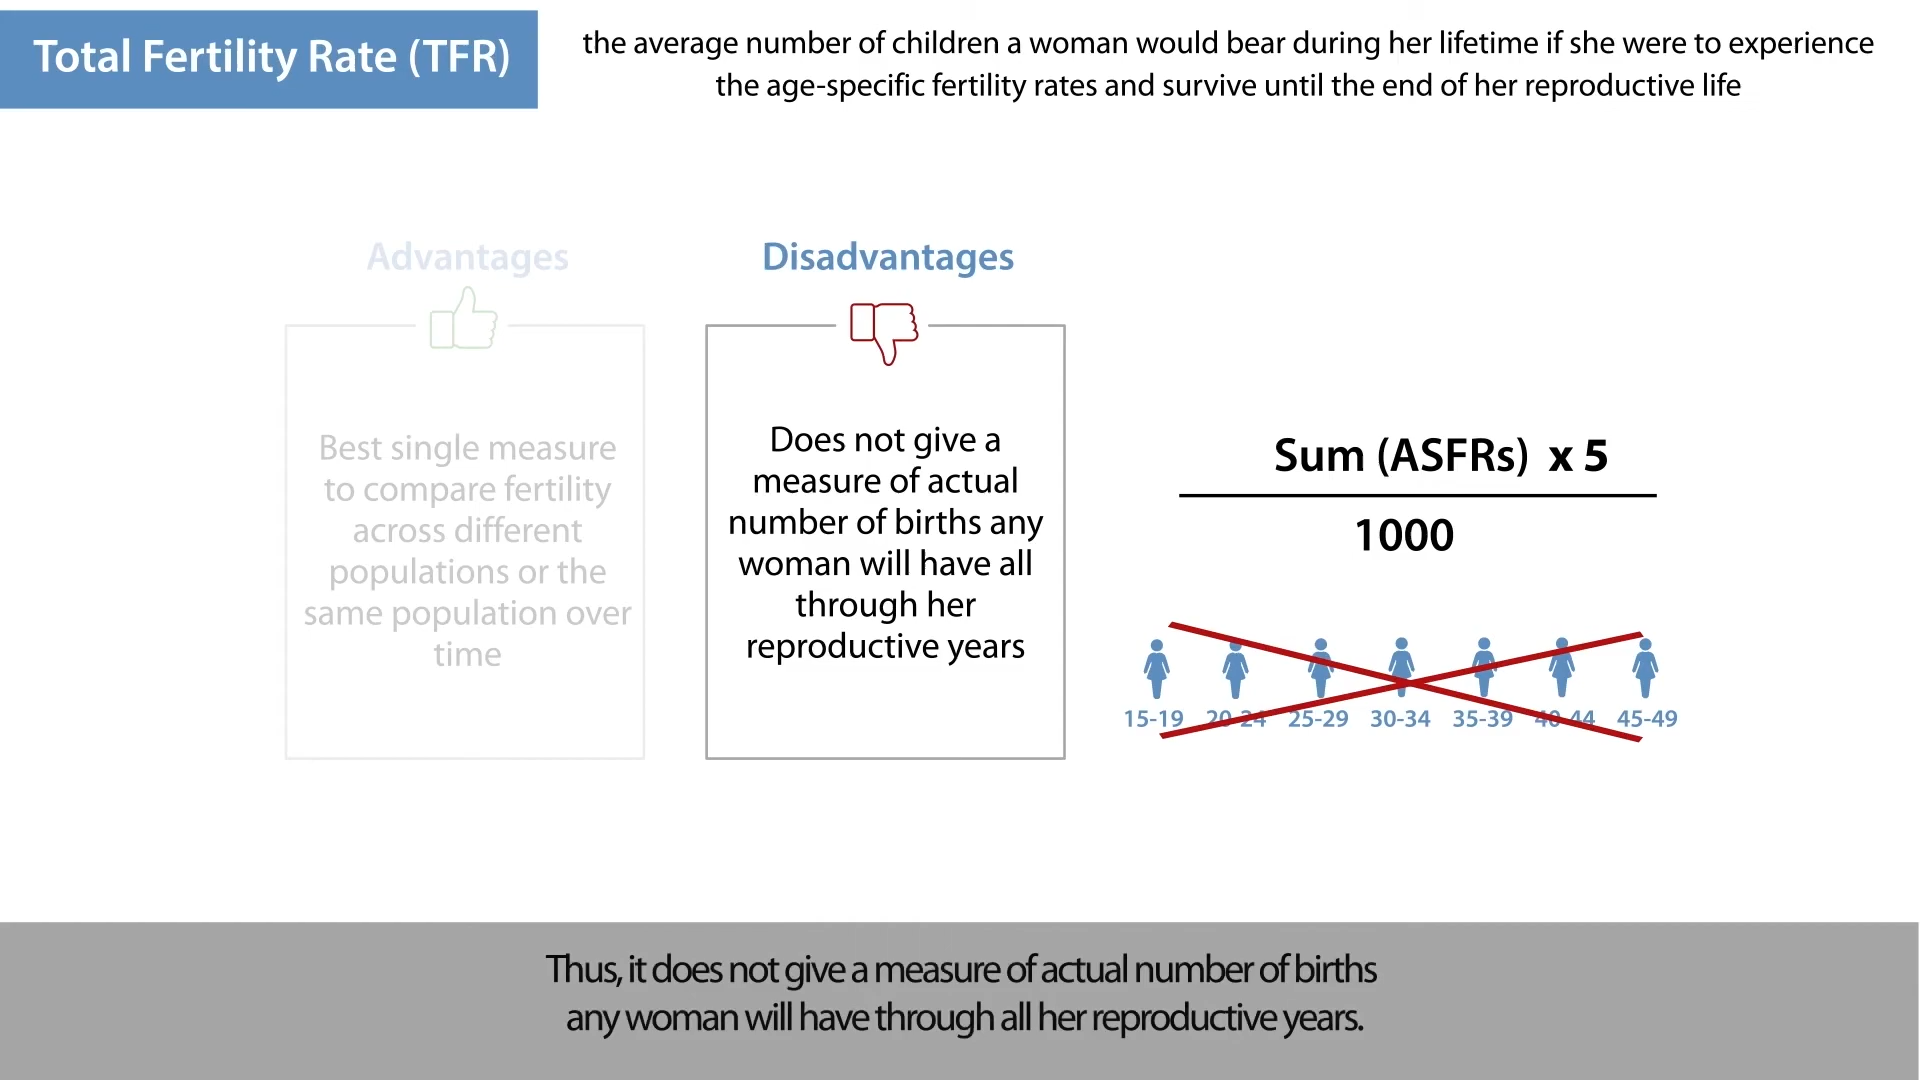 Total Fertility Rate (TFR)
the average number of children a woman would bear during her lifetime if she were to experience
the age-specific fertility rates and survive until the end of her reproductive life
Advantages
Best single measure
to compare fertility
across different
populations or the
same population over
time
Disadvantages
Does not give a
measure of actual
number of births any
woman will have all
through her
reproductive years
Sum (ASFRs) x 5
1000
15-19 20-24 25-29 30-34 35-39 40-44 45-49
Thus, it does not give a measure of actual number of births
any woman will have through all her reproductive years.